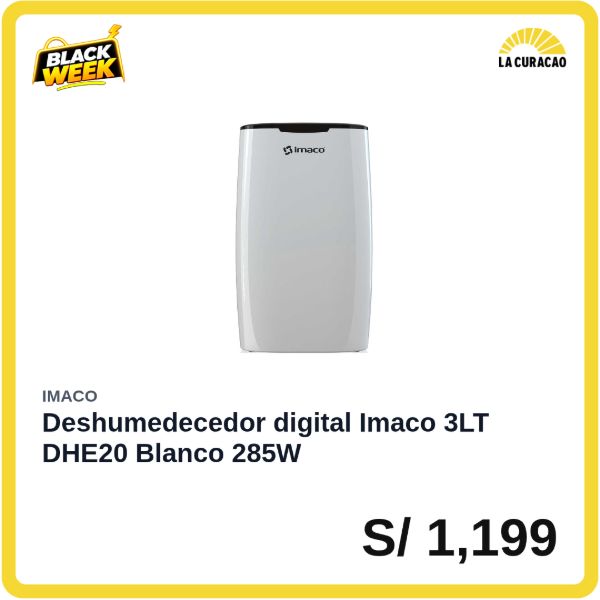 BLACK
WEEK
LA CURACAO
imaco
IMACO
Deshumedecedor digital Imaco 3LT
DHE20 Blanco 285W
S/ 1,199